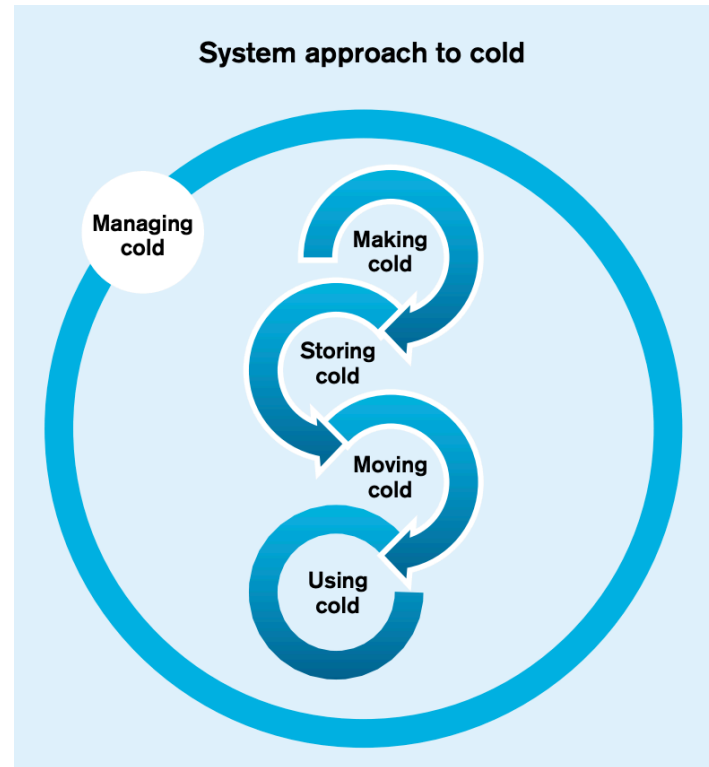 System approach to cold
Managing
cold
Making
cold
Storing
cold
Moving
cold
Using
cold